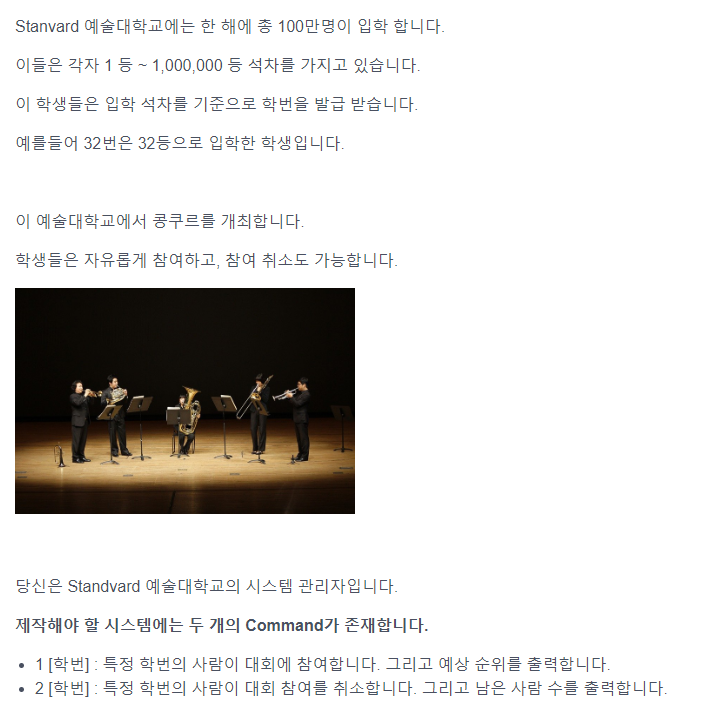 Stanvard 예술대학교에는 한 해에 총 100만명이 입학 합니다.
이들은 각자 1 등 ~ 1,000,000 등 석차를 가지고 있습니다.
이 학생들은 입학 석차를 기준으로 학번을 발급 받습니다.
예를들어 32번은 32등으로 입학한 학생입니다.
이 예술대학교에서 콩쿠르를 개최합니다.
학생들은 자유롭게 참여하고, 참여 취소도 가능합니다.
당신은 Standvard 예술대학교의 시스템 관리자입니다.
제작해야 할 시스템에는 두 개의 Command가 존재합니다.
• 1 [학번] : 특정 학번의 사람이 대회에 참여합니다. 그리고 예상 순위를 출력합니다.
• 2 [학번] : 특정 학번의 사람이 대회 참여를 취소합니다. 그리고 남은 사람 수를 출력합니다.